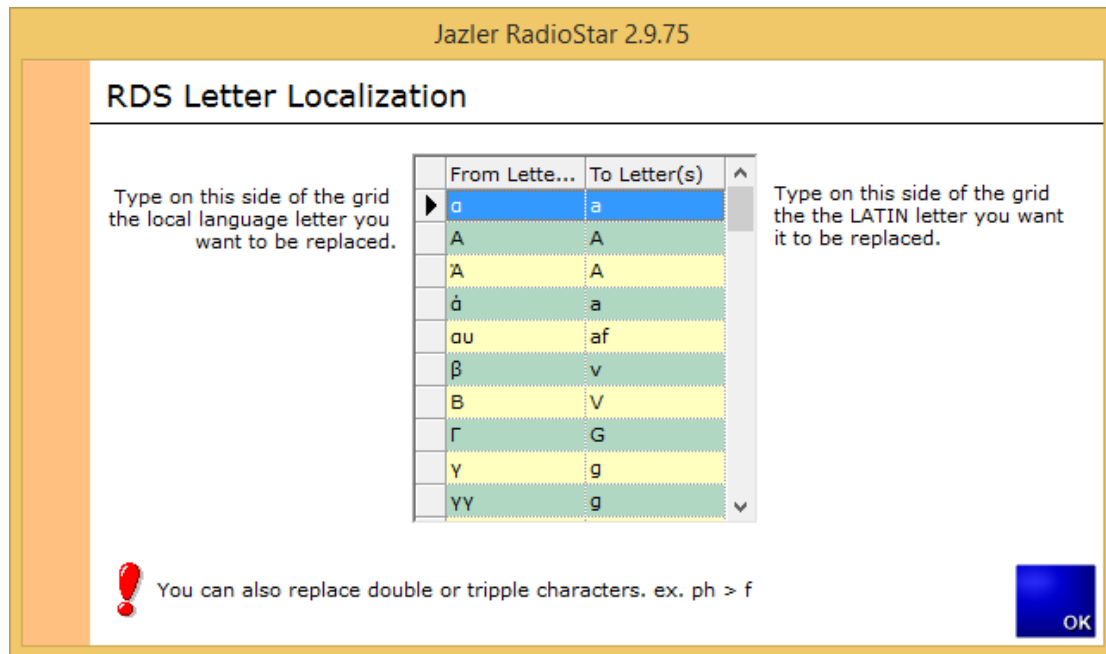 Jazler RadioStar 2.9.75
RDS Letter Localization
Type on this side of the grid
the local language letter you
want to be replaced.
From Lette... To Letter(s)
α a
Α A
Ά A
ά a
αυ af
β v
Β V
Γ G
γ g
γγ g
Type on this side of the grid
the the LATIN letter you want
it to be replaced.
You can also replace double or tripple characters. ex. ph > f
OK